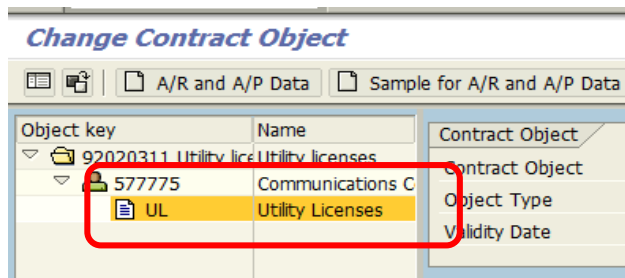 Change Contract Object
A/R and A/P Data Sample for A/R and A/P Data
Object key Name
92020311 Utility lice Utility licenses
577775 Communications C
UL Utility Licenses
Contract Object
Contract Object
Object Type
Validity Date